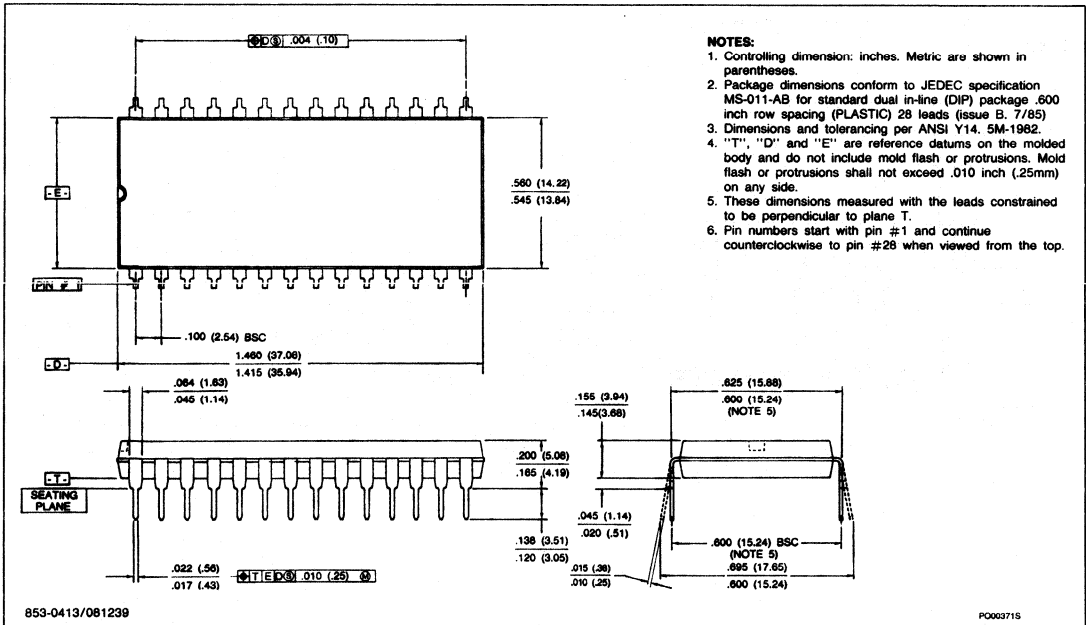 D Ⓢ .004 (.10)
NOTES:
1. Controlling dimension: inches. Metric are shown in
parentheses.
2. Package dimensions conform to JEDEC specification
MS-011-AB for standard dual in-line (DIP) package .600
inch row spacing (PLASTIC) 28 leads (issue B. 7/85)
3. Dimensions and tolerancing per ANSI Y14. 5M-1982.
4. "T", "D" and "E" are reference datums on the molded
body and do not include mold flash or protrusions. Mold
flash or protrusions shall not exceed .010 inch (.25mm)
on any side.
5. These dimensions measured with the leads constrained
to be perpendicular to plane T.
6. Pin numbers start with pin #1 and continue
counterclockwise to pin #28 when viewed from the top.
-E-
.560 (14.22)
.545 (13.84)
PIN # 1
.100 (2.54) BSC
-D-
1.460 (37.08)
1.415 (35.94)
.064 (1.63)
.045 (1.14)
.155 (3.94)
.145(3.68)
.625 (15.88)
.600 (15.24)
(NOTE 5)
-T-
SEATING
PLANE
.200 (5.08)
.165 (4.19)
.045 (1.14)
.020 (.51)
.138 (3.51)
.120 (3.05)
.600 (15.24) BSC
(NOTE 5)
.695 (17.65)
.600 (15.24)
.015 (.38)
.010 (.25)
.022 (.56)
.017 (.43)
T E D Ⓢ .010 (.25) Ⓜ
853-0413/081239
PO00371S